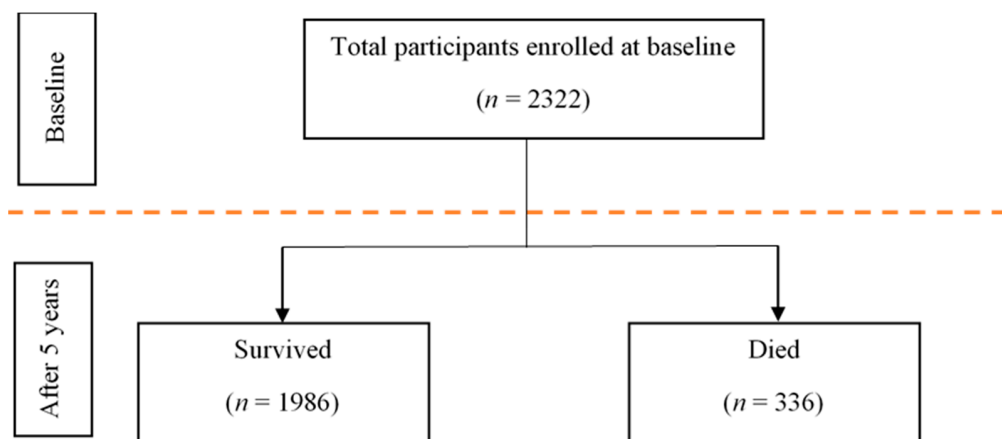 Baseline
Total participants enrolled at baseline
(n = 2322)
After 5 years
Survived
(n = 1986)
Died
(n = 336)